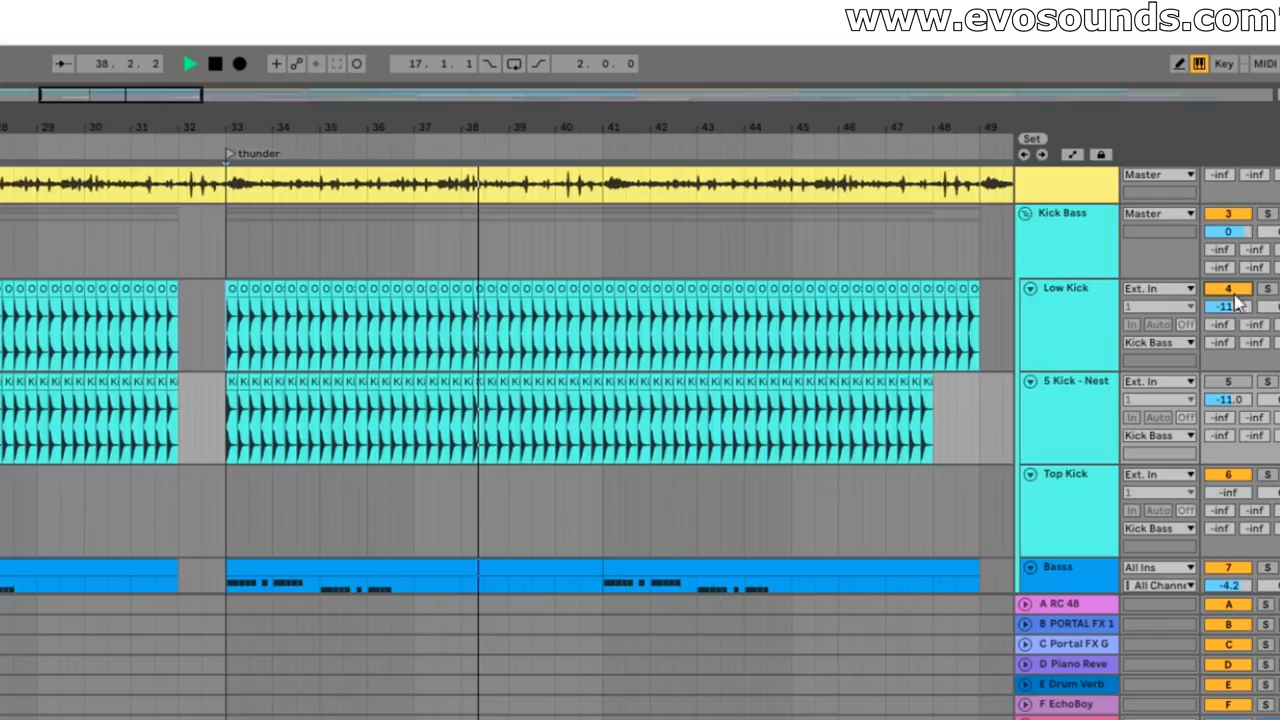 www.evosounds.com
38. 2. 2 17. 1. 1 2. 0. 0 Key MIDI
28 29 30 31 32 33 34 35 36 37 38 39 40 41 42 43 44 45 46 47 48 49
Set
thunder
Master -inf -inf
Kick Bass Master 3 S
0
-inf -inf
-inf -inf
Low Kick Ext. In 4 S
1 -11
In Auto Off -inf -inf
Kick Bass -inf -inf
5 Kick - Nest Ext. In 5 S
1 -11.0
In Auto Off -inf -inf
Kick Bass -inf -inf
Top Kick Ext. In 6 S
1 -inf
In Auto Off -inf -inf
Kick Bass -inf -inf
Basss All Ins 7 S
All Channe -4.2
A RC 48 A S
B PORTAL FX 1 B S
C Portal FX G C S
D Piano Reve D S
E Drum Verb E S
F EchoBoy F S